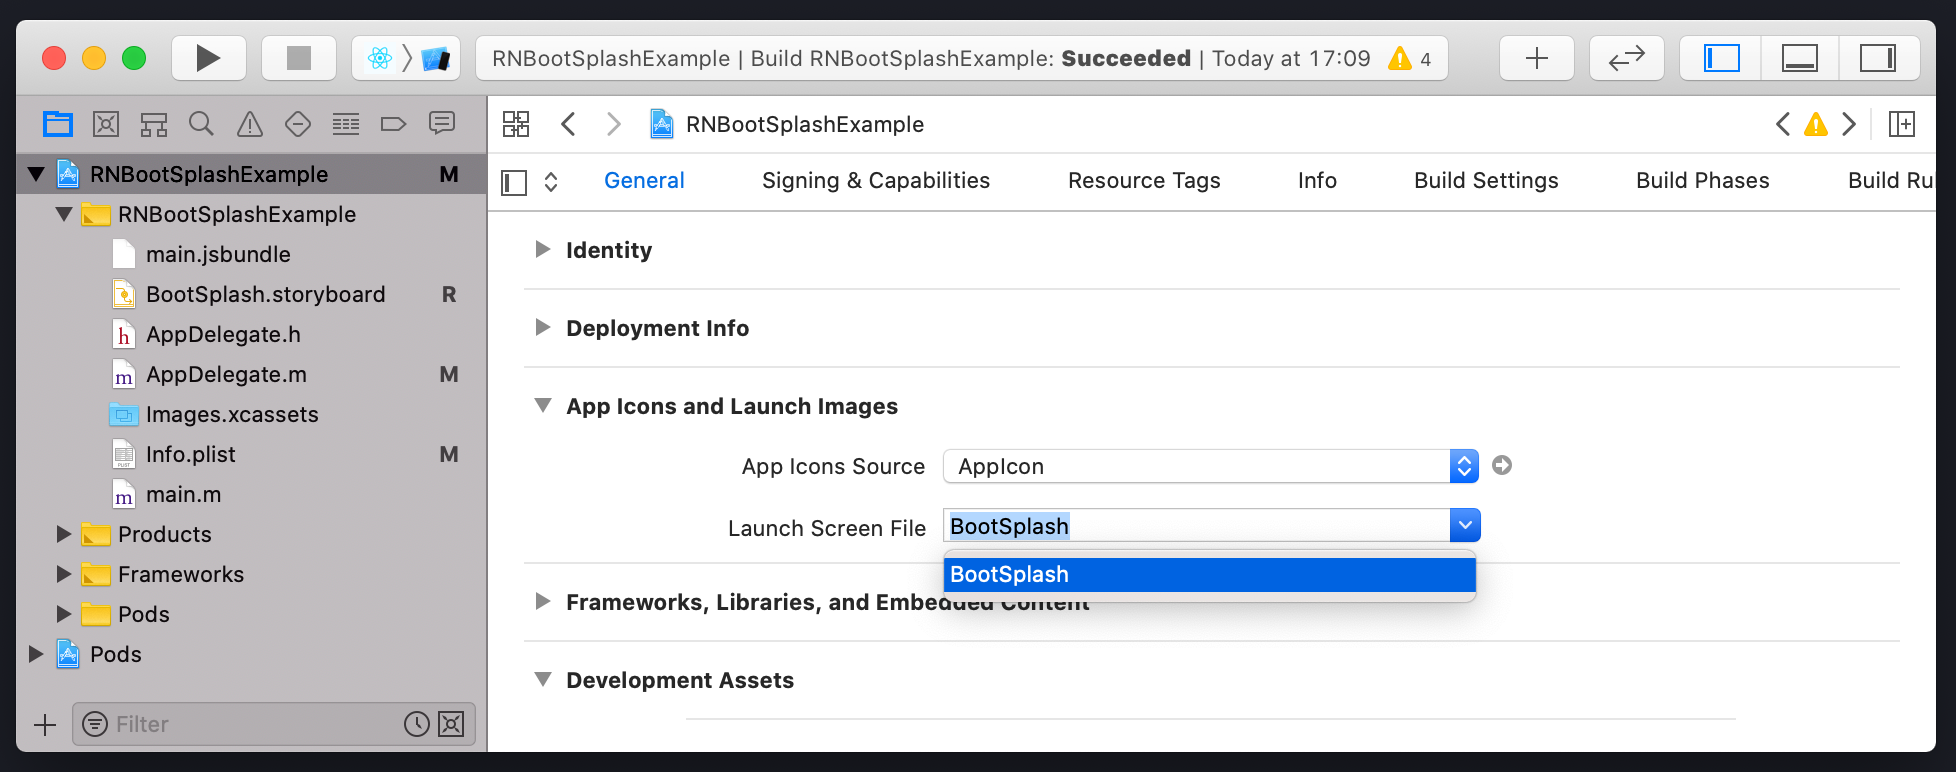 RNBootSplashExample | Build RNBootSplashExample: Succeeded | Today at 17:09 4
RNBootSplashExample
General Signing & Capabilities Resource Tags Info Build Settings Build Phases Build Ru
RNBootSplashExample M
RNBootSplashExample
main.jsbundle
BootSplash.storyboard R
h AppDelegate.h
m AppDelegate.m M
Images.xcassets
PLIST Info.plist M
m main.m
Products
Frameworks
Pods
Pods
Filter
Identity
Deployment Info
App Icons and Launch Images
App Icons Source AppIcon
Launch Screen File BootSplash
BootSplash
Frameworks, Libraries, and Embedded Content
Development Assets